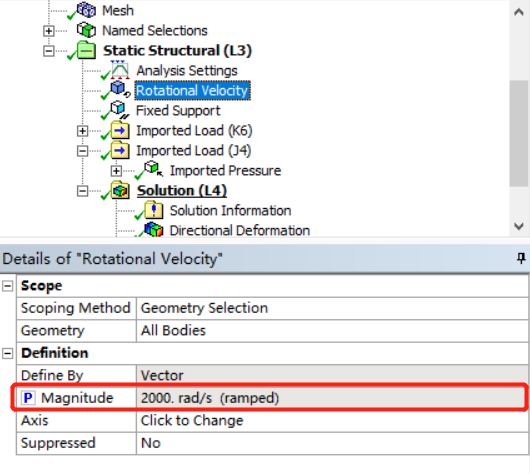 Mesh
Named Selections
Static Structural (L3)
Analysis Settings
Rotational Velocity
Fixed Support
Imported Load (K6)
Imported Load (J4)
Imported Pressure
Solution (L4)
Solution Information
Directional Deformation
Details of "Rotational Velocity"
Scope
Scoping Method Geometry Selection
Geometry All Bodies
Definition
Define By Vector
P Magnitude 2000. rad/s (ramped)
Axis Click to Change
Suppressed No